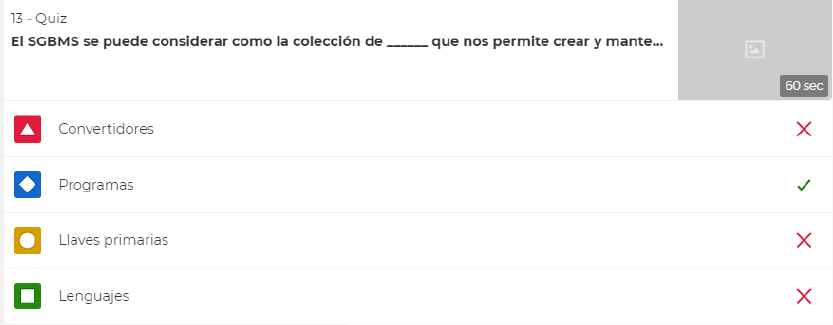 13 - Quiz
El SGBMS se puede considerar como la colección de ______ que nos permite crear y mante...
60 sec
Convertidores
Programas
Llaves primarias
Lenguajes